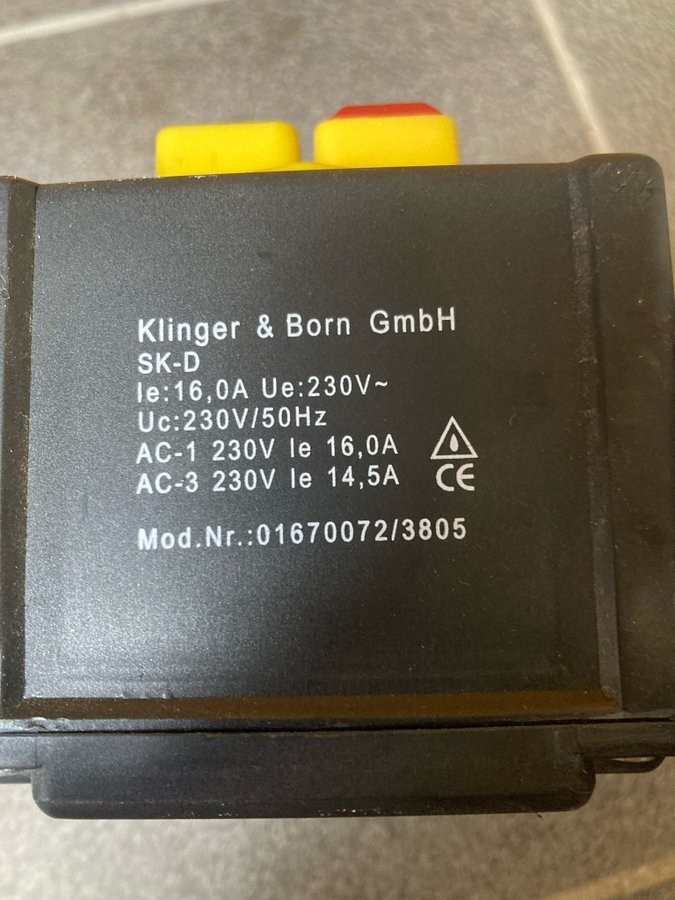 Klinger & Born GmbH
SK-D
Ie:16,0A Ue:230V~
Uc:230V/50Hz
AC-1 230V Ie 16,0A
AC-3 230V Ie 14,5A
CE
Mod.Nr.:01670072/3805